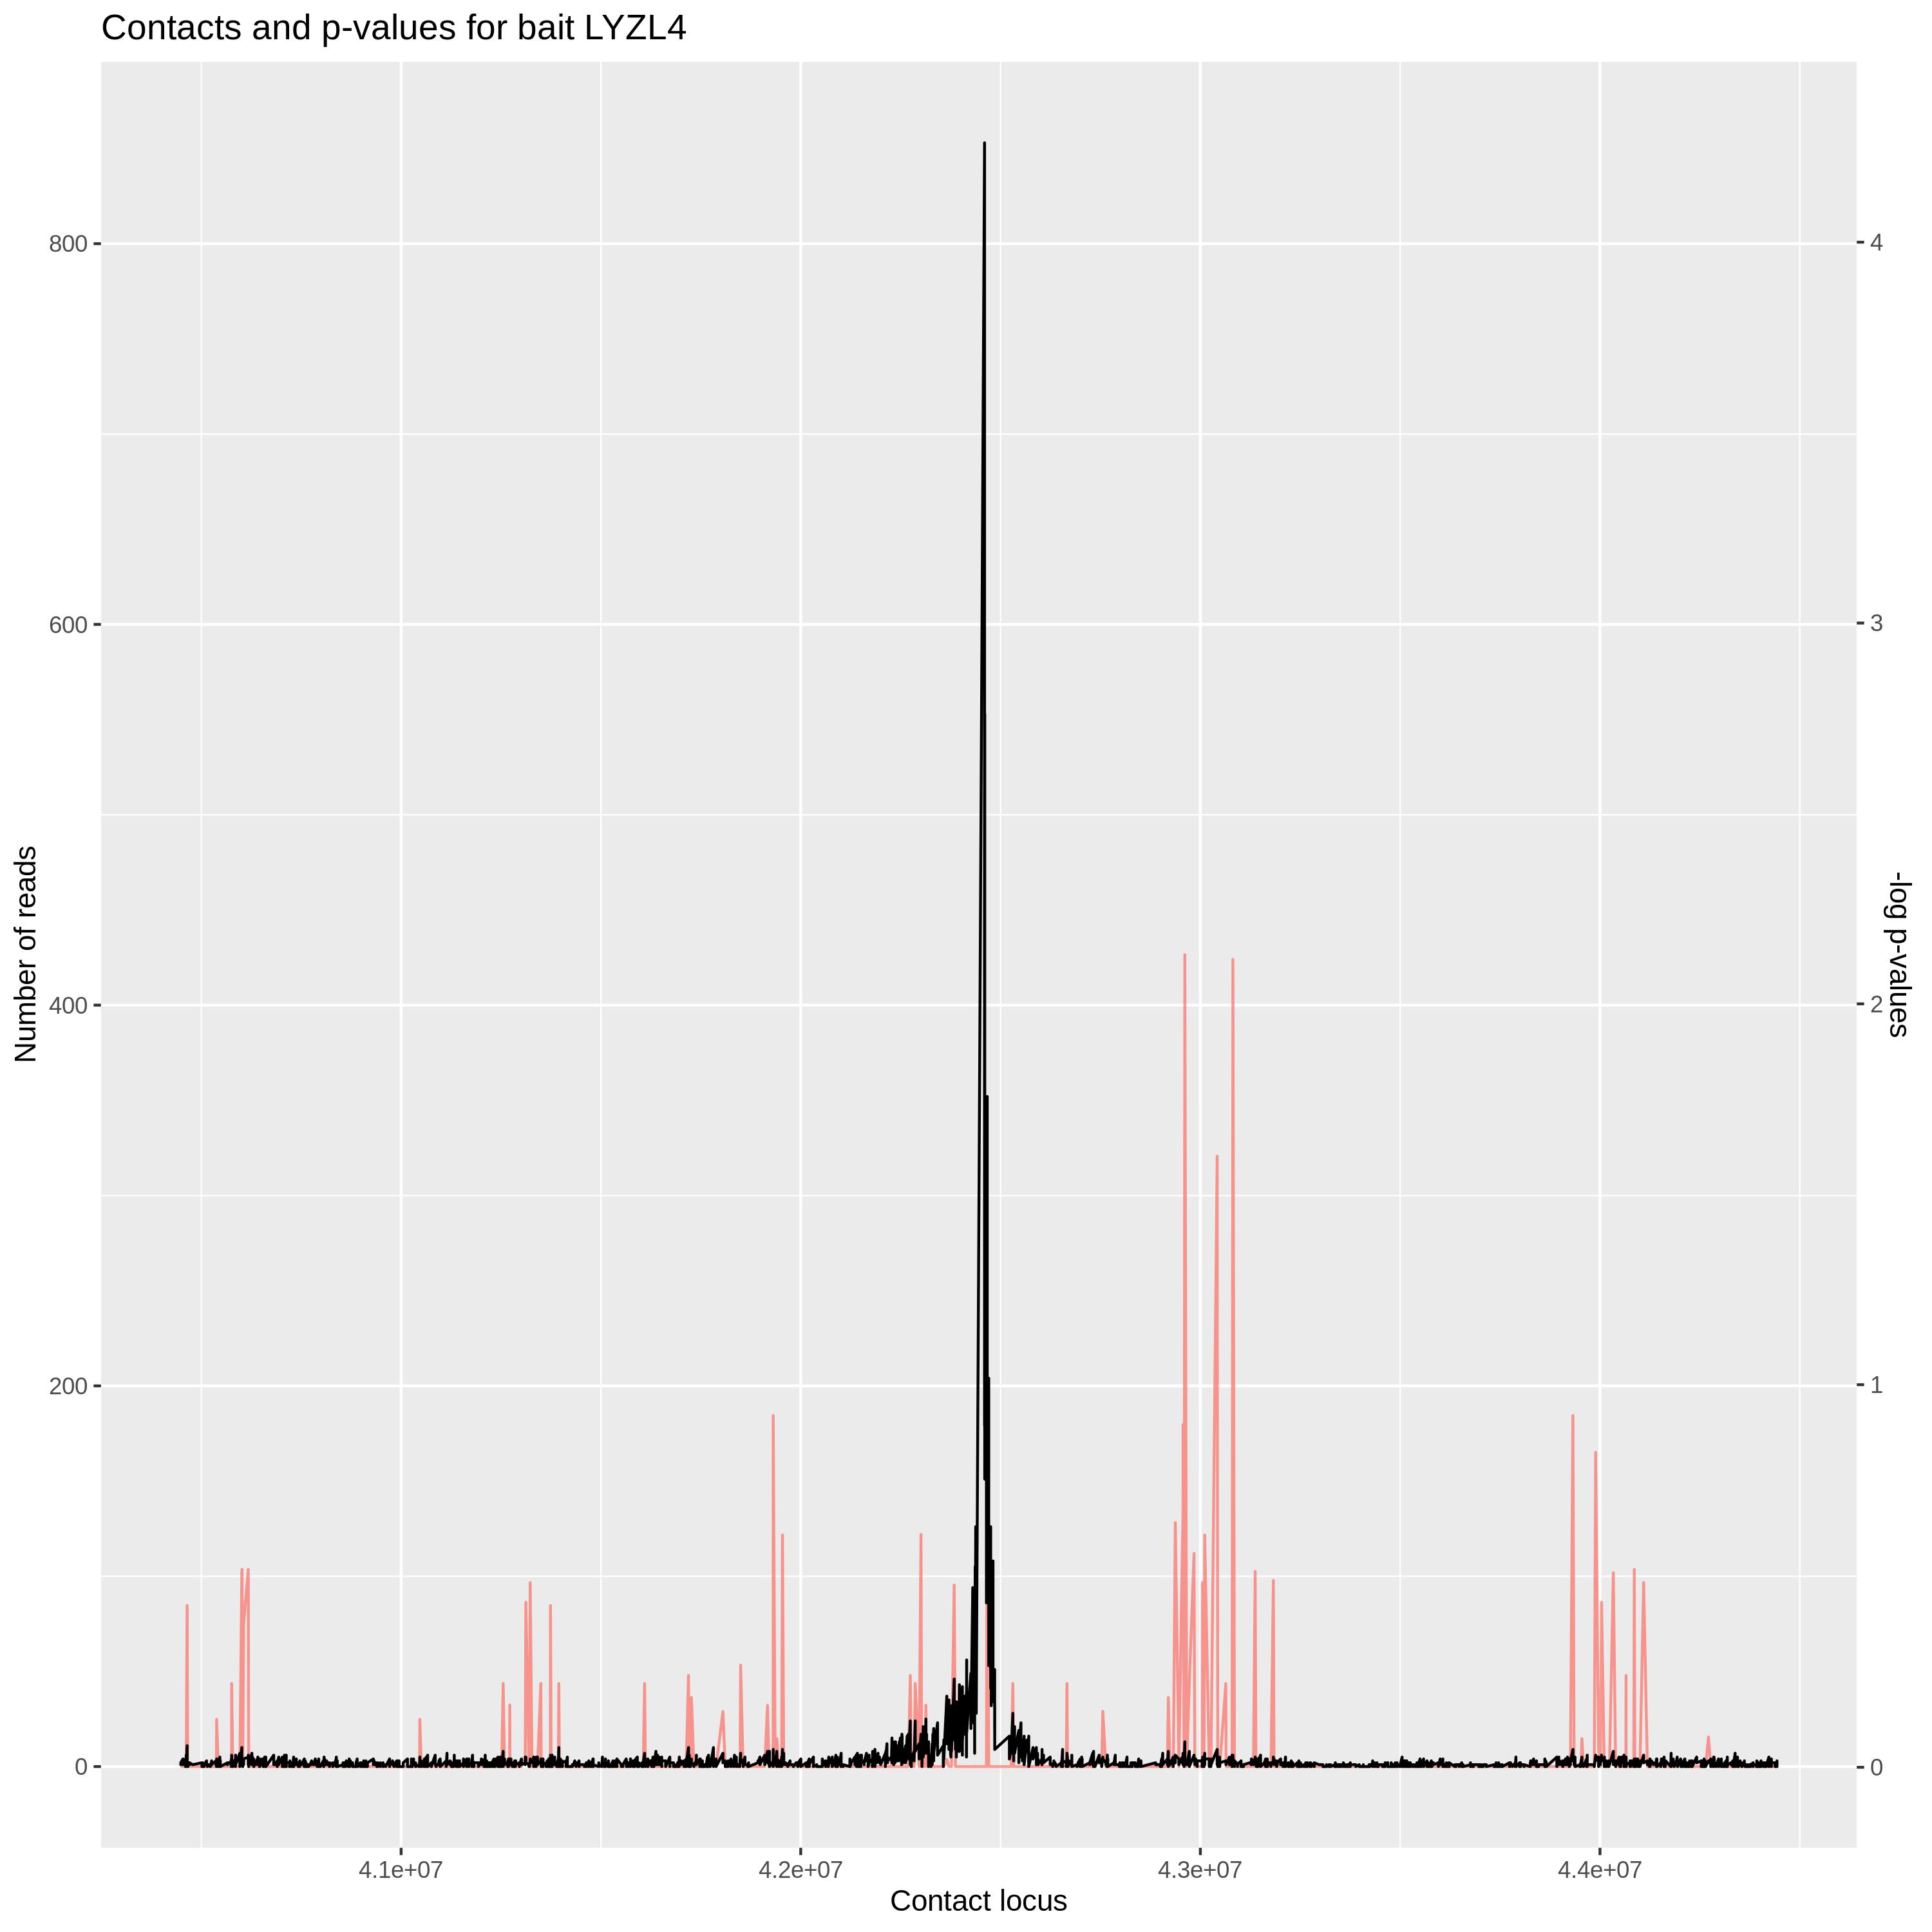 Contacts and p-values for bait LYZL4
800
600
400
200
0
Number of reads
4
3
2
1
0
-log p-values
4.1e+07
4.2e+07
4.3e+07
4.4e+07
Contact locus